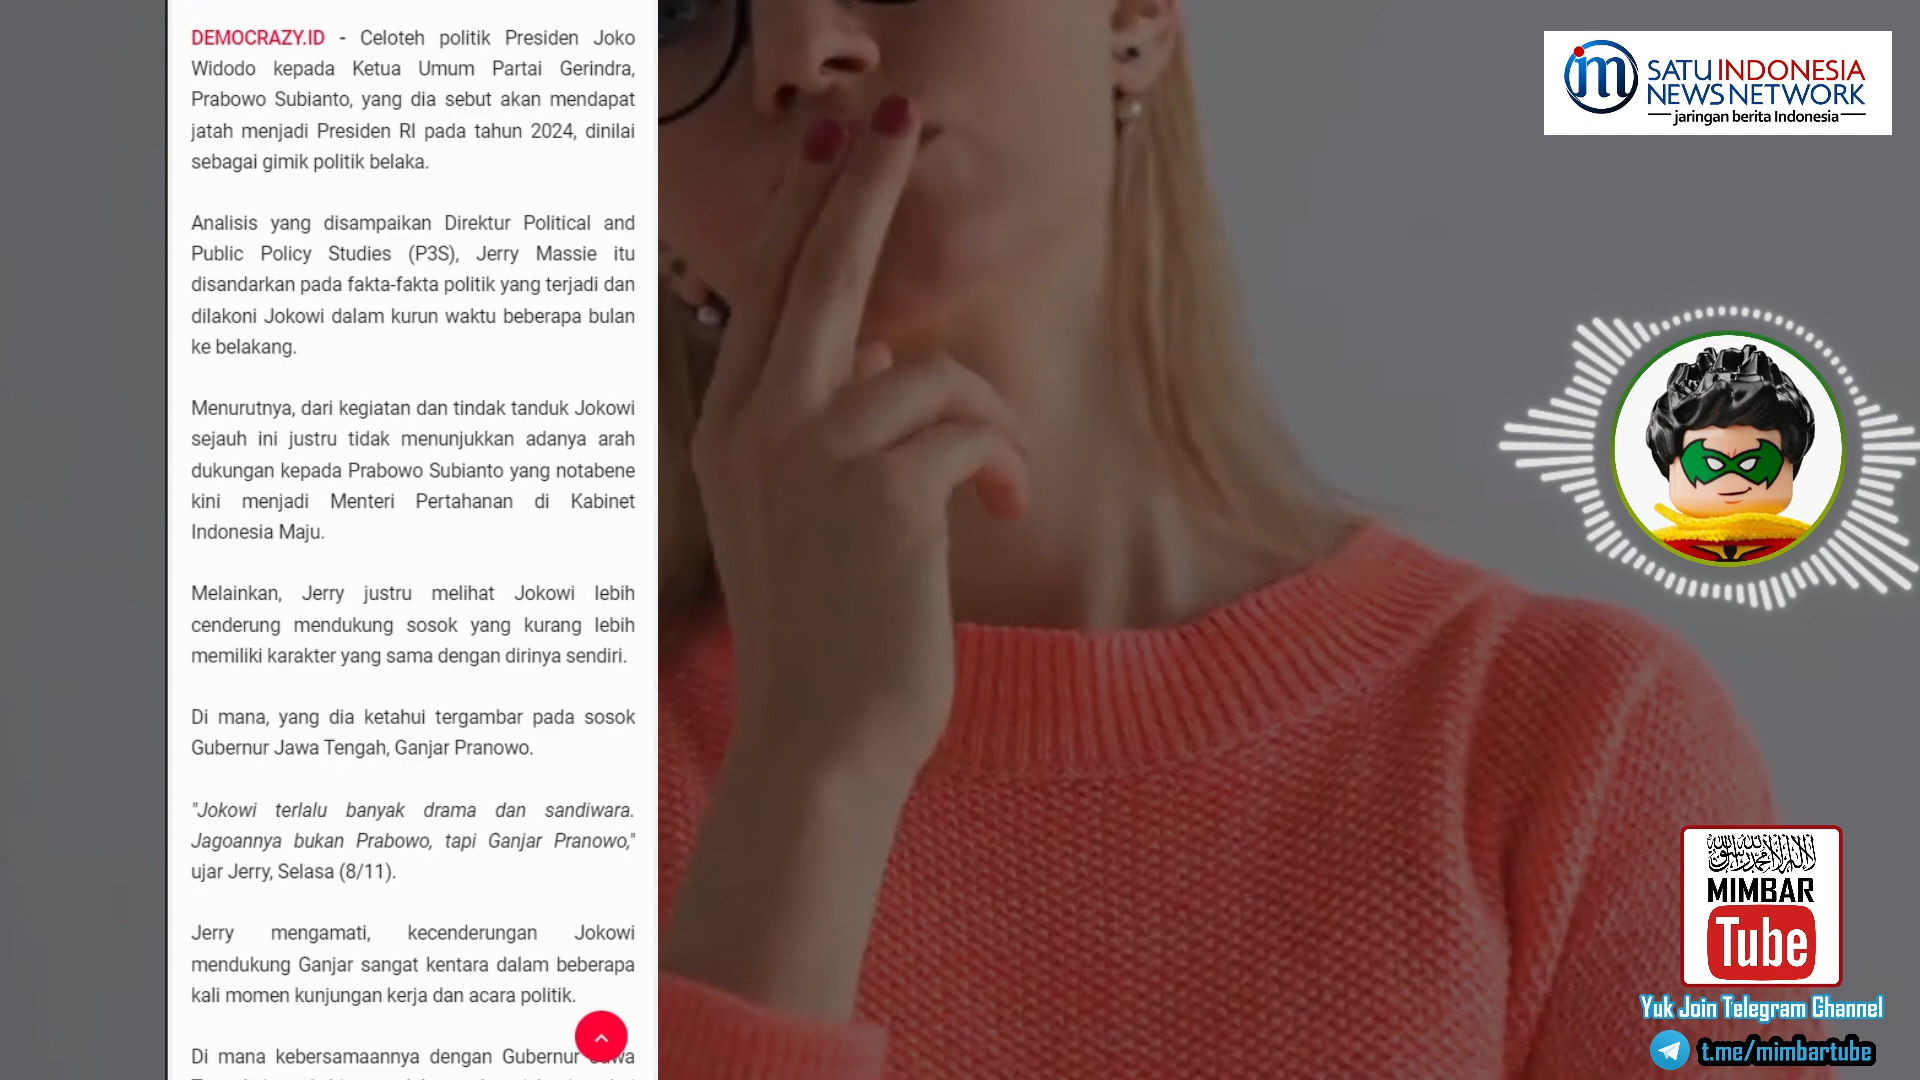 DEMOCRAZY.ID - Celoteh politik Presiden Joko
Widodo kepada Ketua Umum Partai Gerindra,
Prabowo Subianto, yang dia sebut akan mendapat
jatah menjadi Presiden RI pada tahun 2024, dinilai
sebagai gimik politik belaka.
Analisis yang disampaikan Direktur Political and
Public Policy Studies (P3S), Jerry Massie itu
disandarkan pada fakta-fakta politik yang terjadi dan
dilakoni Jokowi dalam kurun waktu beberapa bulan
ke belakang.
Menurutnya, dari kegiatan dan tindak tanduk Jokowi
sejauh ini justru tidak menunjukkan adanya arah
dukungan kepada Prabowo Subianto yang notabene
kini menjadi Menteri Pertahanan di Kabinet
Indonesia Maju.
Melainkan, Jerry justru melihat Jokowi lebih
cenderung mendukung sosok yang kurang lebih
memiliki karakter yang sama dengan dirinya sendiri.
Di mana, yang dia ketahui tergambar pada sosok
Gubernur Jawa Tengah, Ganjar Pranowo.
"Jokowi terlalu banyak drama dan sandiwara.
Jagoannya bukan Prabowo, tapi Ganjar Pranowo,"
ujar Jerry, Selasa (8/11).
Jerry mengamati, kecenderungan Jokowi
mendukung Ganjar sangat kentara dalam beberapa
kali momen kunjungan kerja dan acara politik.
Di mana kebersamaannya dengan Gubernur
SATU INDONESIA
NEWS NETWORK
jaringan berita Indonesia
MIMBAR
Tube
Yuk Join Telegram Channel
t.me/mimbartube